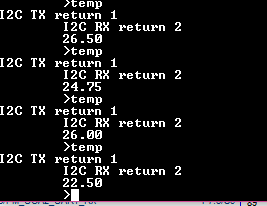 >temp
I2C TX return 1
I2C RX return 2
26.50
>temp
I2C TX return 1
I2C RX return 2
24.75
>temp
I2C TX return 1
I2C RX return 2
26.00
>temp
I2C TX return 1
I2C RX return 2
22.50
>